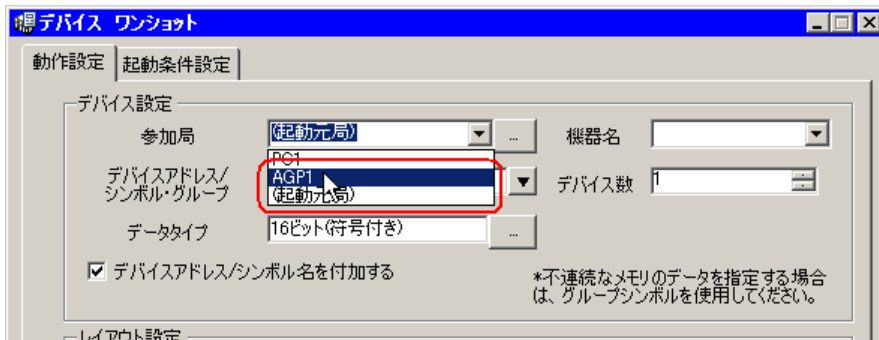 デバイス ワンショット
動作設定 起動条件設定
デバイス設定
参加局 (起動元局) ... 機器名
PC1
デバイスアドレス/ AGP1 デバイス数 1
シンボル・グループ (起動元局)
データタイプ 16ビット(符号付き) ...
デバイスアドレス/シンボル名を付加する
*不連続なメモリのデータを指定する場合
は、グループシンボルを使用してください。
レイアウト設定